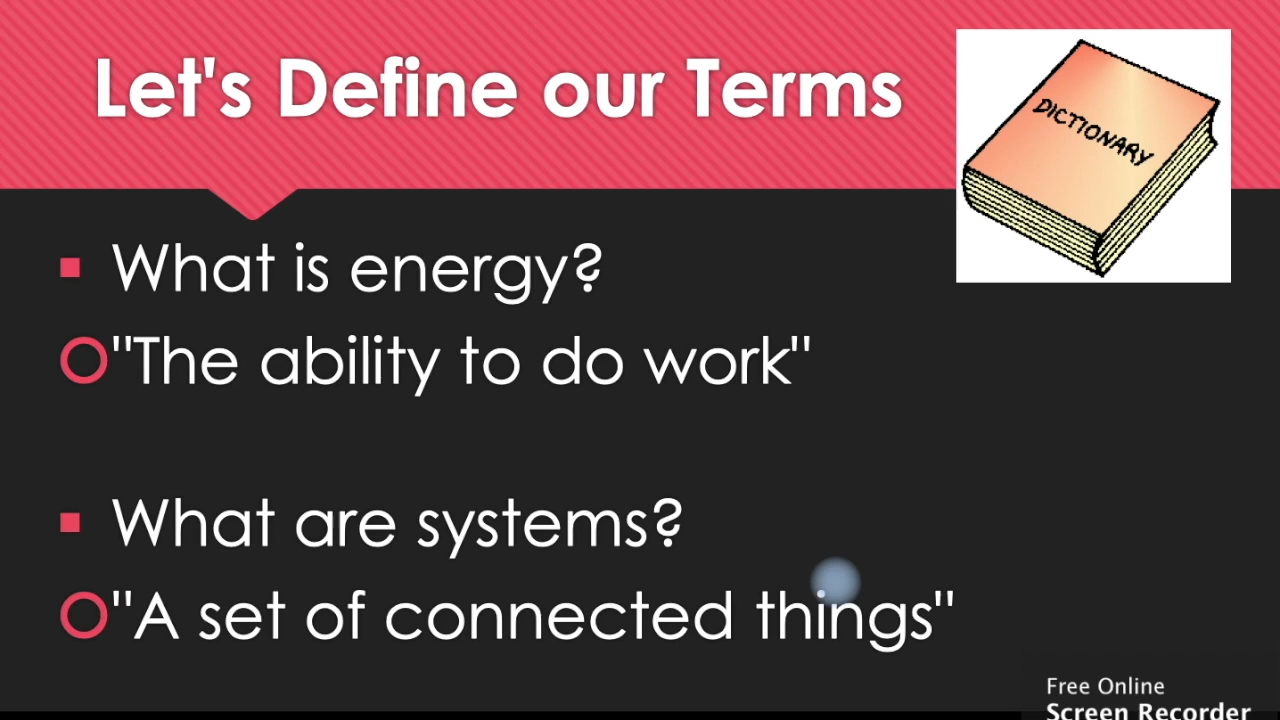 Let's Define our Terms
DICTIONARY
What is energy?
"The ability to do work"
What are systems?
"A set of connected things"
Free Online
Screen Recorder